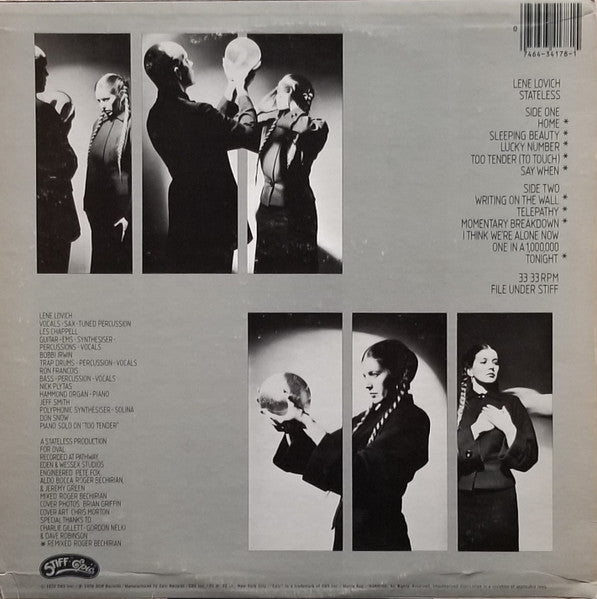 0
7464-34178-1
LENE LOVICH
STATELESS
SIDE ONE
HOME *
SLEEPING BEAUTY *
LUCKY NUMBER *
TOO TENDER (TO TOUCH) *
SAY WHEN *
SIDE TWO
WRITING ON THE WALL *
TELEPATHY *
MOMENTARY BREAKDOWN *
I THINK WE'RE ALONE NOW
ONE IN A 1,000,000
TONIGHT *
33 33 RPM
FILE UNDER STIFF
LENE LOVICH
VOCALS·SAX·TUNED PERCUSSION
LES CHAPPELL
GUITAR·EMS·SYNTHESISER·
PERCUSSIONS·VOCALS
BOBBI IRWIN
TRAP DRUMS·PERCUSSION·VOCALS
RON FRANCOIS
BASS·PERCUSSION·VOCALS
NICK PLYTAS
HAMMOND ORGAN·PIANO
JEFF SMITH
POLYPHONIC SYNTHESISER·SOLINA
DON SNOW
PIANO SOLO ON "TOO TENDER"
A STATELESS PRODUCTION
FOR OVAL
RECORDED AT PATHWAY,
EDEN & WESSEX STUDIOS
ENGINEERED: PETE FOX,
ALDO BOCCA, ROGER BECHIRIAN,
& JEREMY GREEN
MIXED: ROGER BECHIRIAN
COVER PHOTOS: BRIAN GRIFFIN
COVER ART: CHRIS MORTON
SPECIAL THANKS TO
CHARLIE GILLETT·GORDON NELKI
& DAVE ROBINSON
* REMIXED: ROGER BECHIRIAN
STIFF Epic